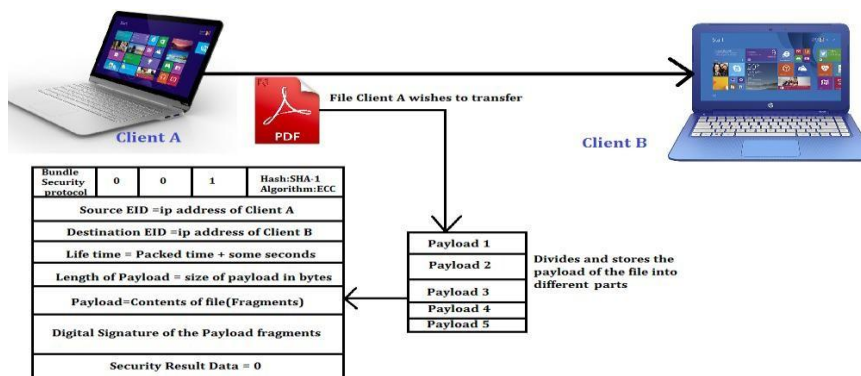 Start
Start
PDF
File Client A wishes to transfer
Client A
Client B
Bundle Security protocol
0
0
1
Hash:SHA-1
Algorithm:ECC
Source EID =ip address of Client A
Destination EID =ip address of Client B
Life time = Packed time + some seconds
Length of Payload = size of payload in bytes
Payload=Contents of file(Fragments)
Digital Signature of the Payload fragments
Security Result Data = 0
Payload 1
Payload 2
Payload 3
Payload 4
Payload 5
Divides and stores the
payload of the file into
different parts